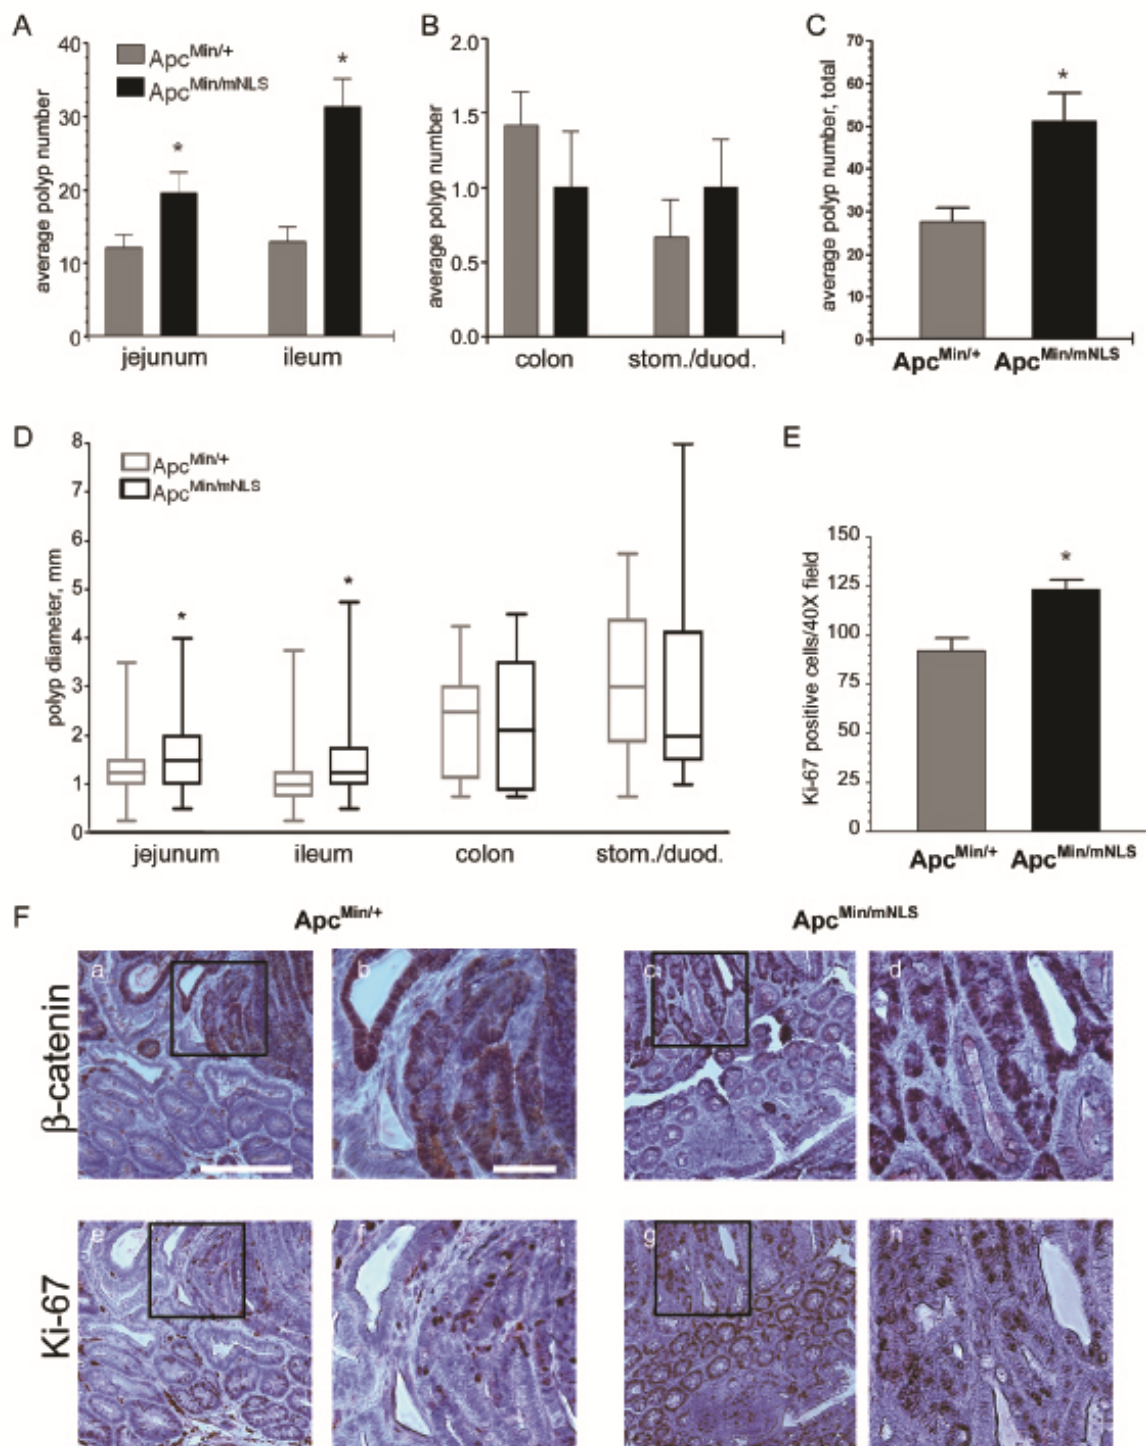 A
B
C
average polyp number
40
30
20
10
0
Apc^Min/+
Apc^Min/mNLS
*
*
jejunum
ileum
average polyp number
2.0
1.5
1.0
0.5
0.0
colon
stom./duod.
average polyp number, total
70
60
50
40
30
20
10
0
*
Apc^Min/+
Apc^Min/mNLS
D
polyp diameter, mm
8
7
6
5
4
3
2
1
0
Apc^Min/+
Apc^Min/mNLS
*
*
jejunum
ileum
colon
stom./duod.
E
Ki-67 positive cells/40X field
150
125
100
75
50
25
0
*
Apc^Min/+
Apc^Min/mNLS
F
Apc^Min/+
Apc^Min/mNLS
β-catenin
a
b
c
d
Ki-67
e
f
g
h